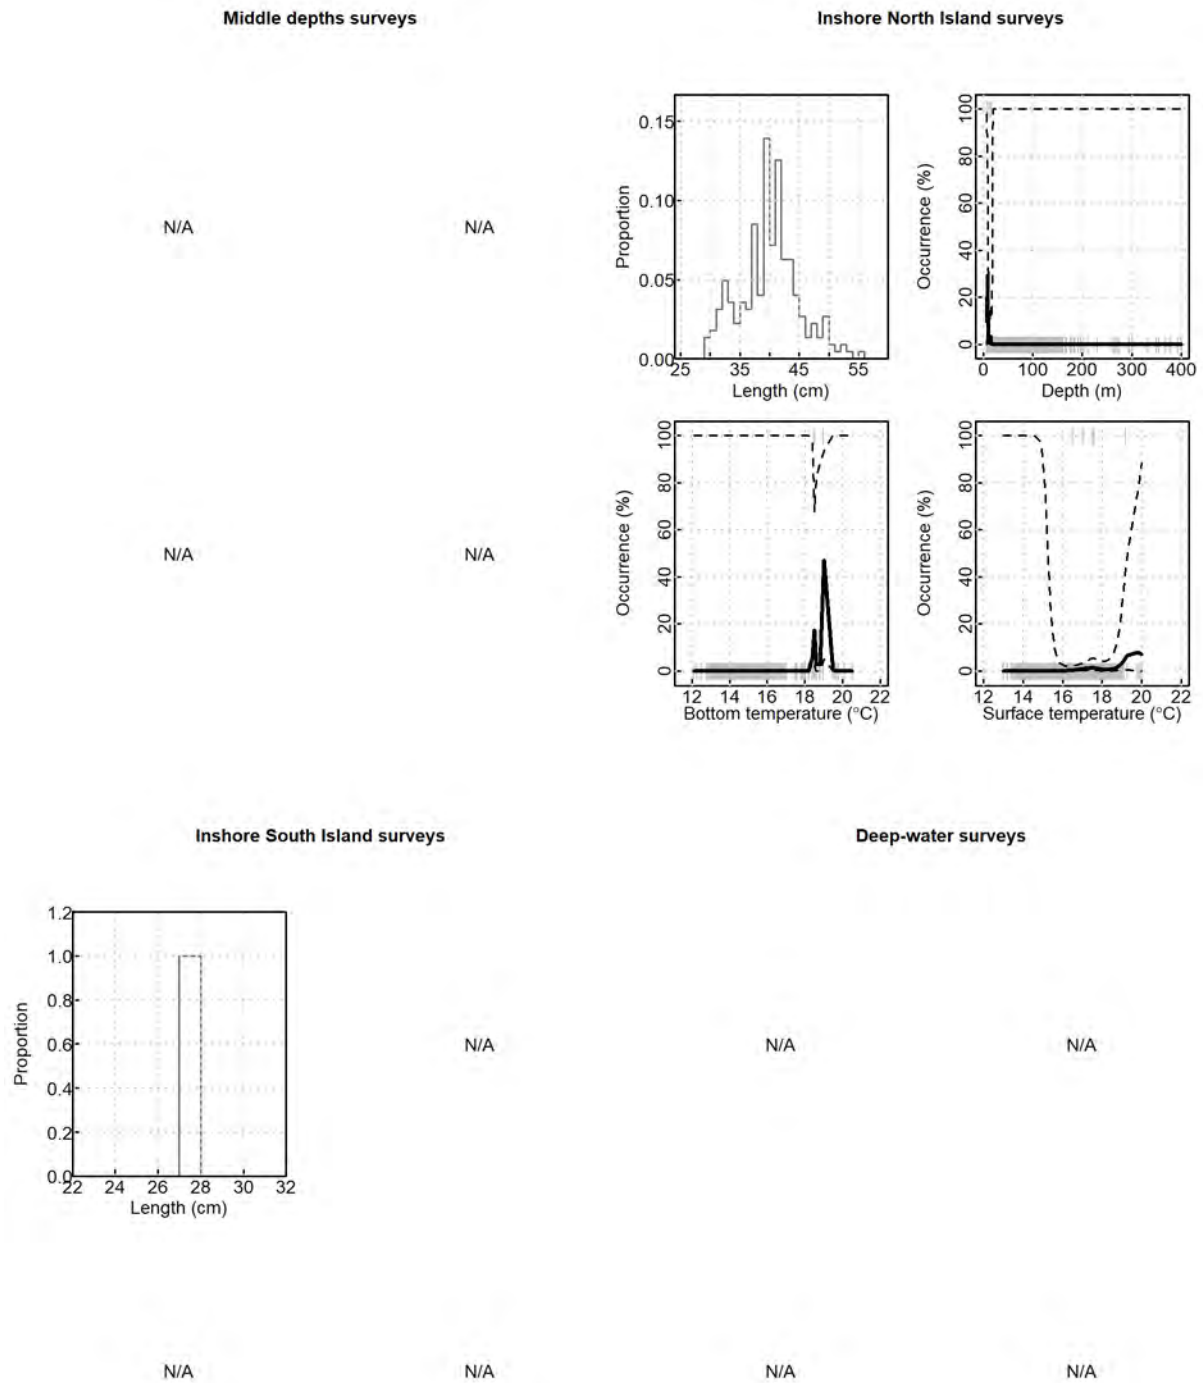 Middle depths surveys
Inshore North Island surveys
N/A
N/A
N/A
N/A
0.15
0.10
0.05
0.00
Proportion
25 35 45 55
Length (cm)
100
80
60
40
20
0
Occurrence (%)
0 100 200 300 400
Depth (m)
100
80
60
40
20
0
Occurrence (%)
12 14 16 18 20 22
Bottom temperature (°C)
100
80
60
40
20
0
Occurrence (%)
12 14 16 18 20 22
Surface temperature (°C)
Inshore South Island surveys
Deep-water surveys
1.2
1.0
0.8
0.6
0.4
0.2
0.0
Proportion
22 24 26 28 30 32
Length (cm)
N/A
N/A
N/A
N/A
N/A
N/A
N/A